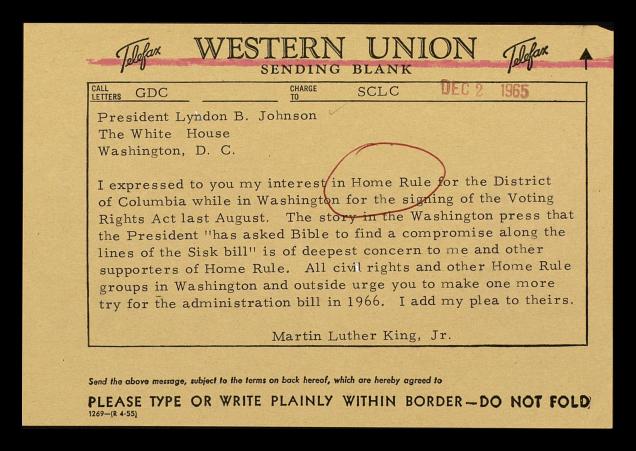 Telefax WESTERN UNION Telefax
SENDING BLANK
CALL LETTERS GDC CHARGE TO SCLC DEC 2 1965
President Lyndon B. Johnson
The White House
Washington, D. C.
I expressed to you my interest in Home Rule for the District
of Columbia while in Washington for the signing of the Voting
Rights Act last August. The story in the Washington press that
the President "has asked Bible to find a compromise along the
lines of the Sisk bill" is of deepest concern to me and other
supporters of Home Rule. All civil rights and other Home Rule
groups in Washington and outside urge you to make one more
try for the administration bill in 1966. I add my plea to theirs.
Martin Luther King, Jr.
Send the above message, subject to the terms on back hereof, which are hereby agreed to
PLEASE TYPE OR WRITE PLAINLY WITHIN BORDER—DO NOT FOLD
1269—(R 4-55)